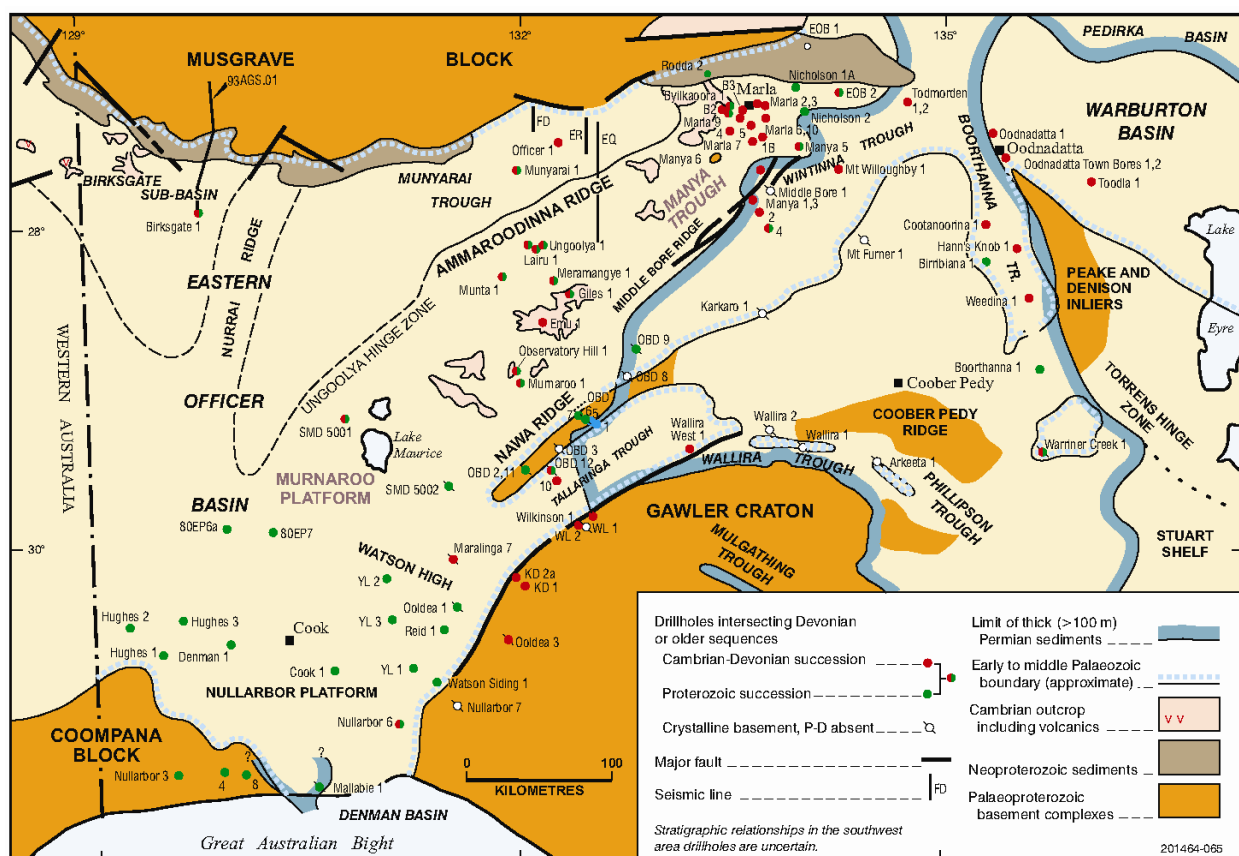 129°
132°
135°
EOB 1
PEDIRKA
BASIN
MUSGRAVE
BLOCK
93AGS.01
Rodda 2
Nicholson 1A
Byilkaoora 1
B3
Marla
EOB 2
Todmorden
1,2
B2
Marla 2,3
Marla 9
5
Nicholson 2
WARBURTON
BASIN
FD
ER
EQ
4
Marla 6,10
Marla 7
1B
Manya 5
TROUGH
BOORTHANNA
Oodnadatta 1
Oodnadatta
Oodnadatta Town Bores 1,2
Officer 1
Munyarai 1
Manya 6
WINTINNA
Mt Willoughby 1
Toodla 1
BIRKSGATE
SUB-BASIN
MUNYARAI
TROUGH
MANYA
TROUGH
Middle Bore 1
Manya 1,3
2
4
Birksgate 1
28°
AMMAROODINNA RIDGE
Ungoolya 1
Lairu 1
MIDDLE BORE RIDGE
Mt Furner 1
Cootanoorina 1
Hann's Knob 1
Birribiana 1
TR.
Lake
Eyre
EASTERN
NURRAI
RIDGE
Munta 1
Meramangye 1
Giles 1
PEAKE AND
DENISON
INLIERS
Weedina 1
Emu 1
Karkaro 1
UNGOOLYA HINGE ZONE
WESTERN
AUSTRALIA
Observatory Hill 1
Murnaroo 1
OBD 9
OBD 8
Boorthanna 1
Coober Pedy
OFFICER
SMD 5001
Lake
Maurice
NAWA RIDGE
OBD
7
6
5
1
Wallira
West 1
Wallira 2
Wallira 1
COOBER PEDY
RIDGE
TORRENS HINGE
ZONE
Warriner Creek 1
MURNAROO
PLATFORM
OBD 3
OBD 2,11
OBD 12
10
TALLARINGA TROUGH
WALLIRA
TROUGH
Arkeeta 1
SMD 5002
BASIN
80EP6a
80EP7
Wilkinson 1
WL 1
WL 2
GAWLER CRATON
PHILLIPSON
TROUGH
30°
STUART
SHELF
WATSON HIGH
Maralinga 7
MULGATHING
TROUGH
YL 2
KD 2a
KD 1
Ooldea 1
Hughes 2
Hughes 3
Cook
YL 3
Reid 1
Ooldea 3
Hughes 1
Denman 1
Cook 1
YL 1
Watson Siding 1
NULLARBOR PLATFORM
Nullarbor 6
Nullarbor 7
COOMPANA
BLOCK
Nullarbor 3
4
8
?
?
Mallabie 1
0
100
KILOMETRES
DENMAN BASIN
Great Australian Bight
Drillholes intersecting Devonian
or older sequences
Cambrian-Devonian succession
Proterozoic succession
Crystalline basement, P-D absent
Major fault
Seismic line
FD
Stratigraphic relationships in the southwest
area drillholes are uncertain.
Limit of thick (>100 m)
Permian sediments
Early to middle Palaeozoic
boundary (approximate)
Cambrian outcrop
including volcanics
v v
Neoproterozoic sediments
Palaeoproterozoic
basement complexes
201464-065